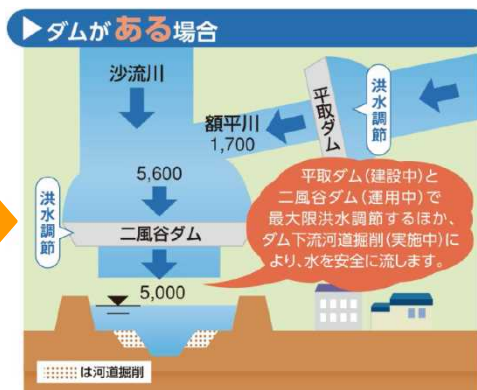 ▶ダムがある場合
沙流川
額平川
1,700
平取ダム
洪水調節
5,600
洪水調節
二風谷ダム
5,000
平取ダム(建設中)と
二風谷ダム(運用中)で
最大限洪水調節するほか、
ダム下流河道掘削(実施中)に
より、水を安全に流します。
は河道掘削